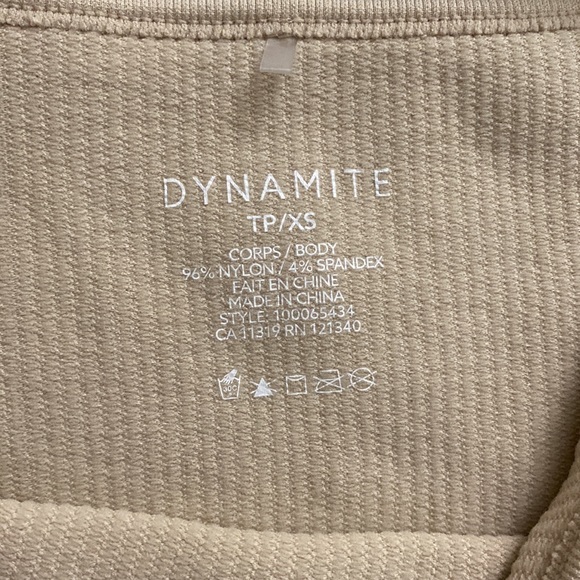 DYNAMITE
TP/XS
CORPS / BODY
96% NYLON / 4% SPANDEX
FAIT EN CHINE
MADE IN CHINA
STYLE: 100065434
CA 11319 RN 121340